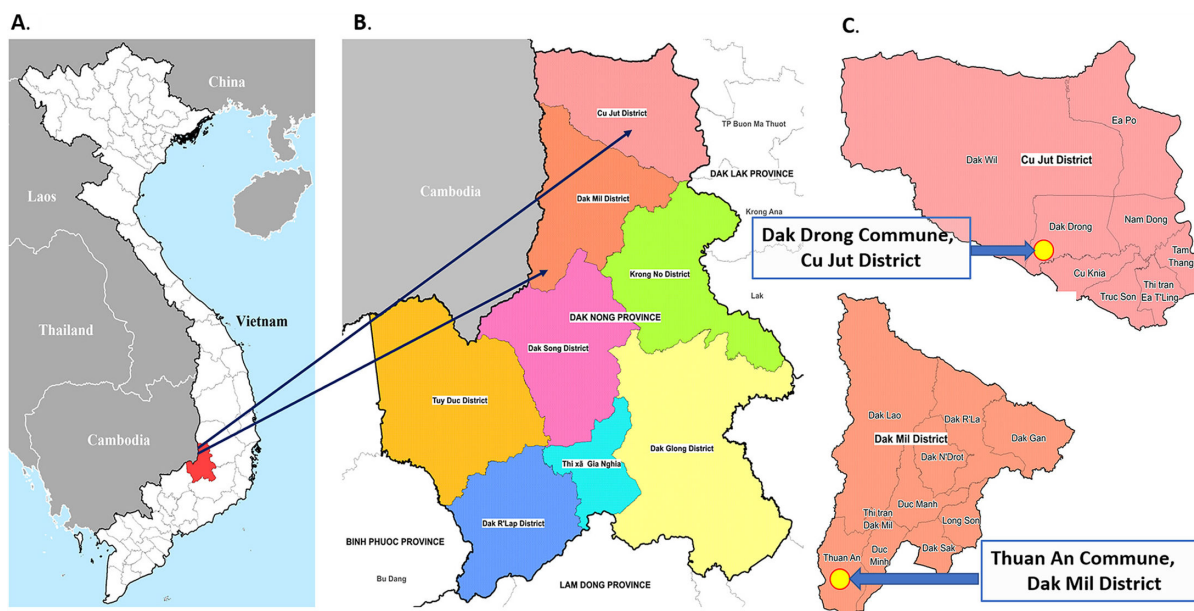 A.
China
Laos
Thailand
Vietnam
Cambodia
B.
Cu Jut District
TP Buon Ma Thuot
DAK LAK PROVINCE
Cambodia
Dak Mil District
Krong Ana
Krong No District
Lak
DAK NONG PROVINCE
Dak Song District
Tuy Duc District
Dak Glong District
Thi xã Gia Nghia
Dak R'Lap District
BINH PHUOC PROVINCE
Bu Dang
LAM DONG PROVINCE
C.
Ea Po
Dak Wil
Cu Jut District
Nam Dong
Dak Drong
Tam
Thang
Cu Knia
Thi tran
Ea T'Ling
Truc Son
Dak Drong Commune,
Cu Jut District
Dak Lao
Dak R'La
Dak Mil District
Dak Gan
Dak N'Drot
Duc Manh
Thi tran
Dak Mil
Long Son
Thuan An
Duc
Minh
Dak Sak
Thuan An Commune,
Dak Mil District